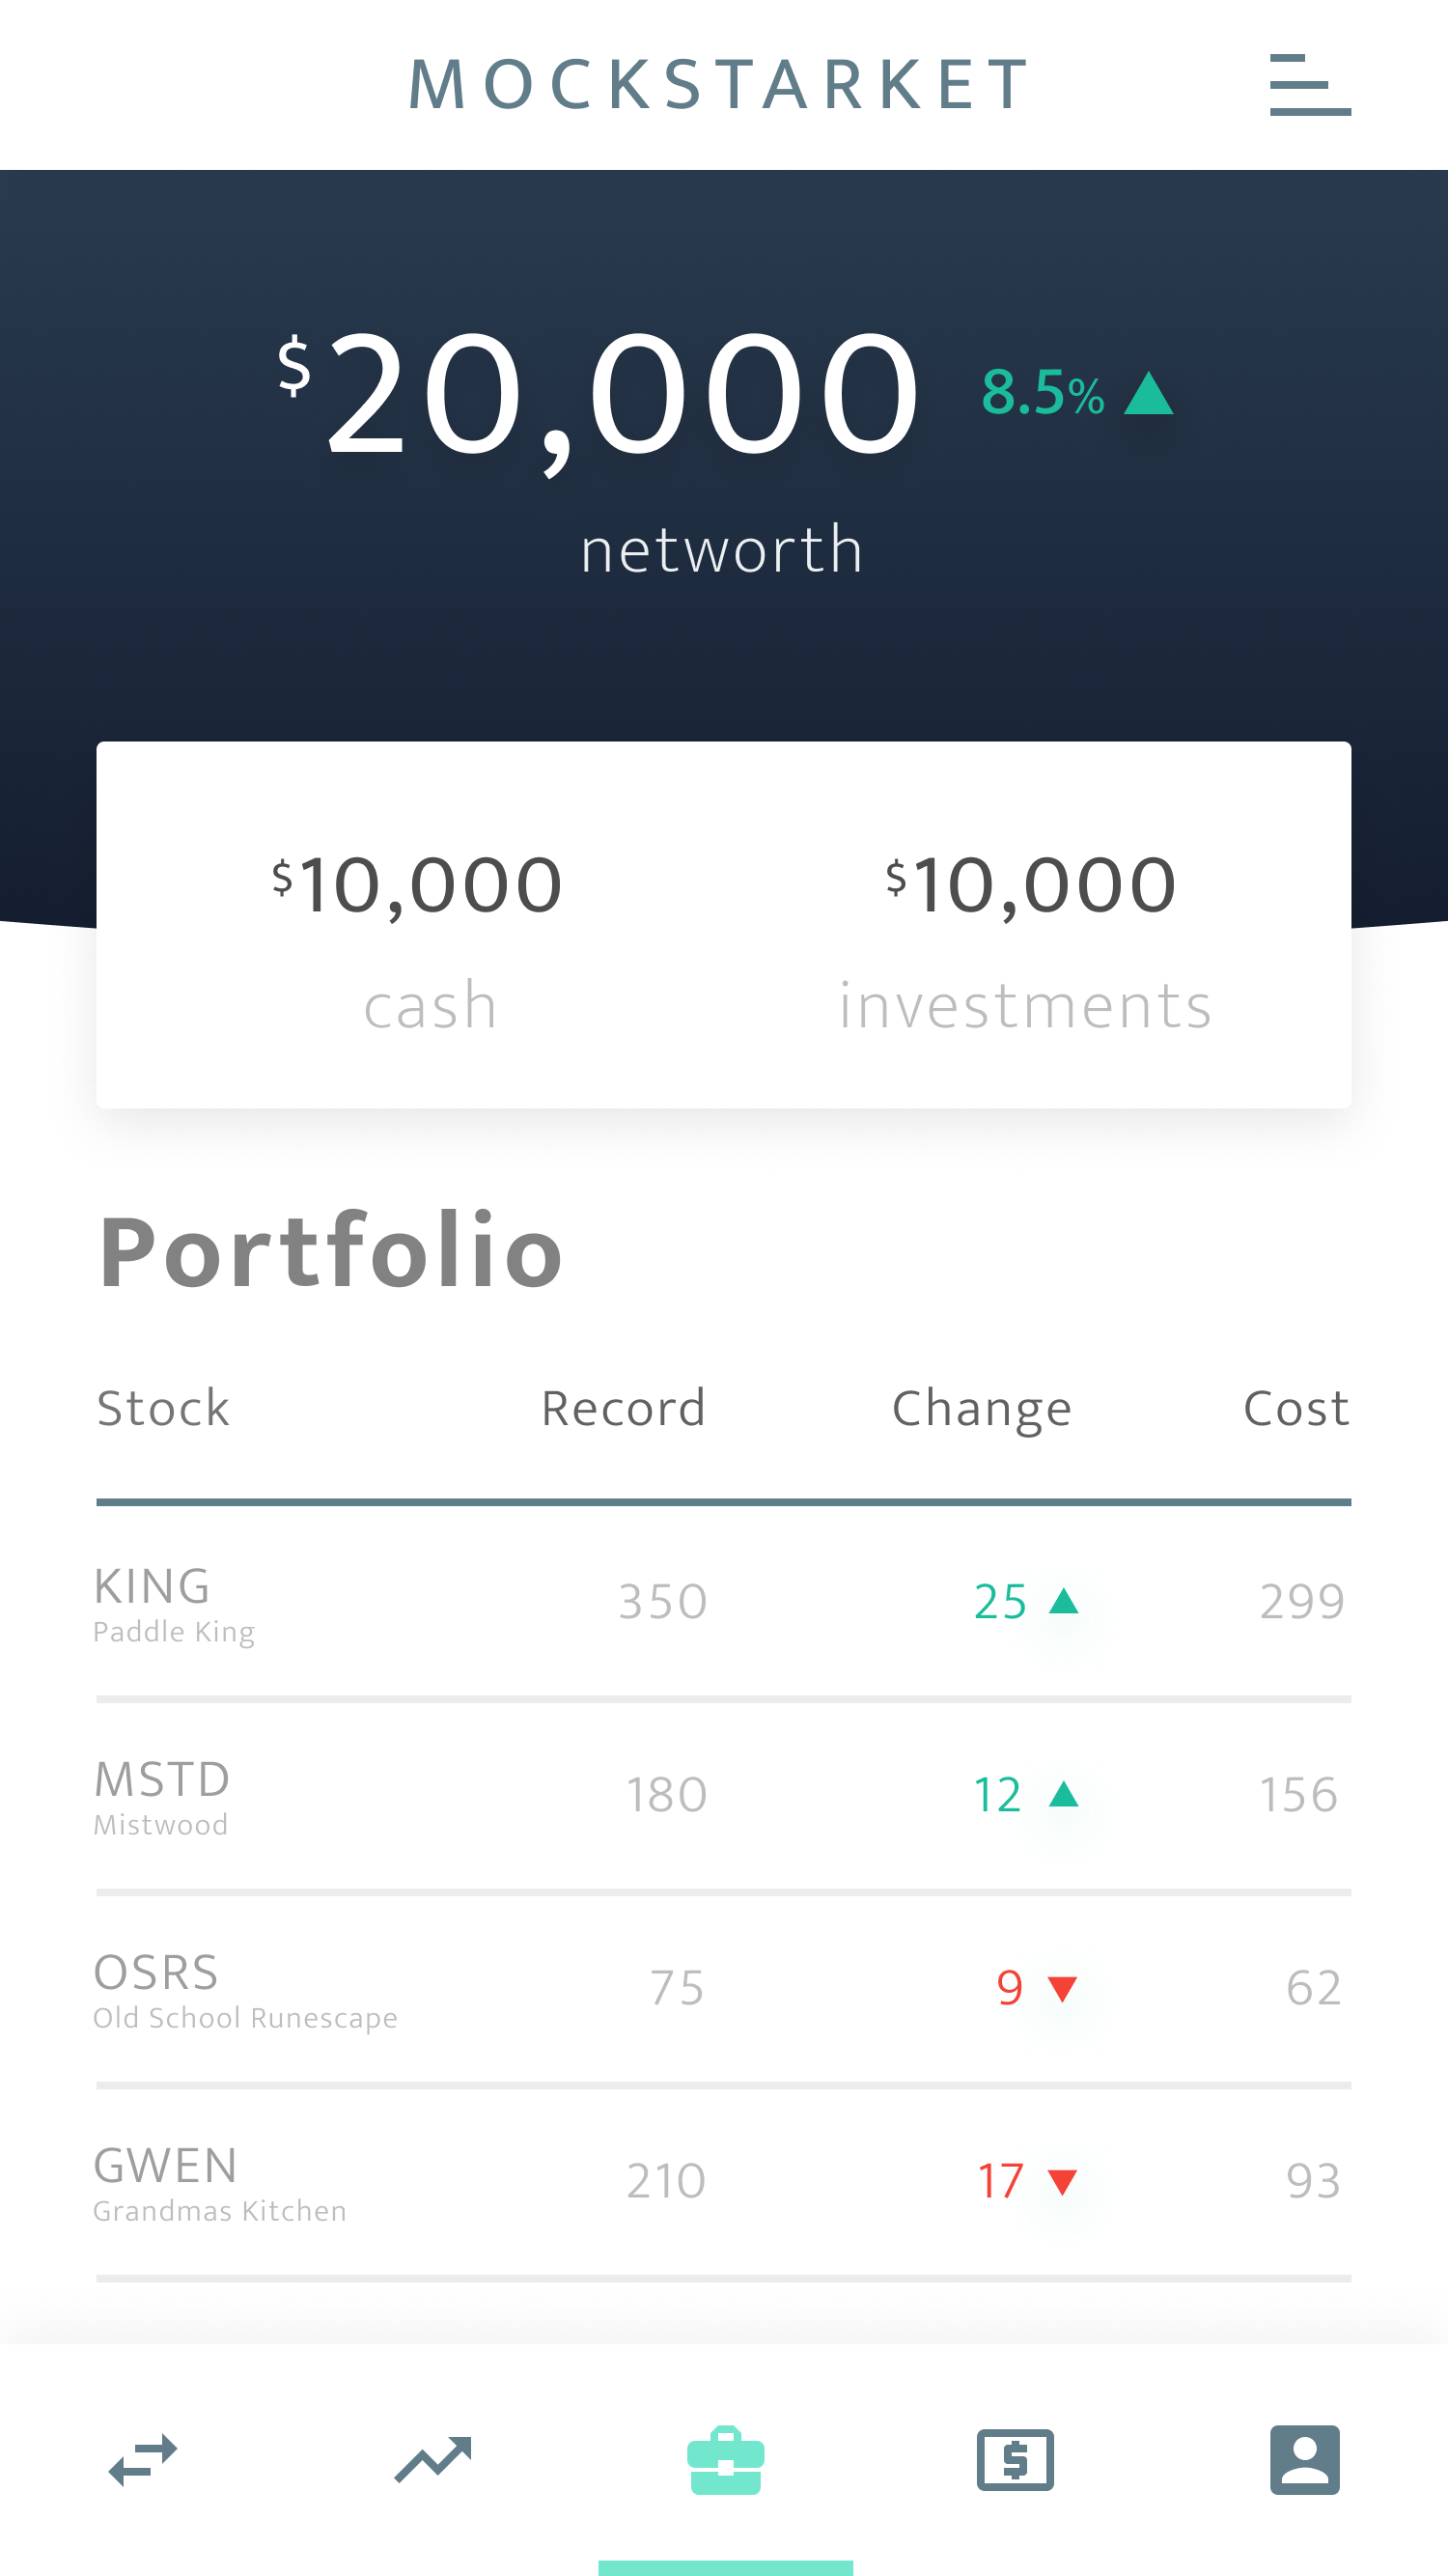 MOCKSTARKET
$20,000 8.5%
networth
$10,000 $10,000
cash investments
Portfolio
Stock Record Change Cost
KING 350 25 299
Paddle King
MSTD 180 12 156
Mistwood
OSRS 75 9 62
Old School Runescape
GWEN 210 17 93
Grandmas Kitchen
$